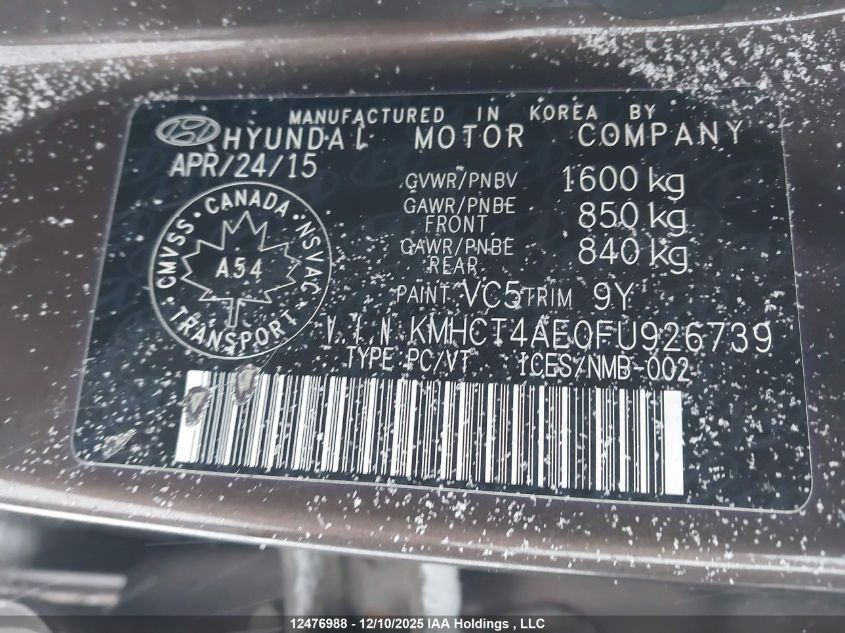 MANUFACTURED IN KOREA BY
HYUNDAI MOTOR COMPANY
APR/24/15
GVWR/PNBV 1600 kg
GAWR/PNBE FRONT 850 kg
GAWR/PNBE REAR 840 kg
CMVSS · CANADA · NSVAC
A54
TRANSPORT
PAINT VC5 TRIM 9Y
VIN KMHCT4AE0FU926739
TYPE PC/VT ICES/NMB-002
12476988 - 12/10/2025 IAA Holdings , LLC